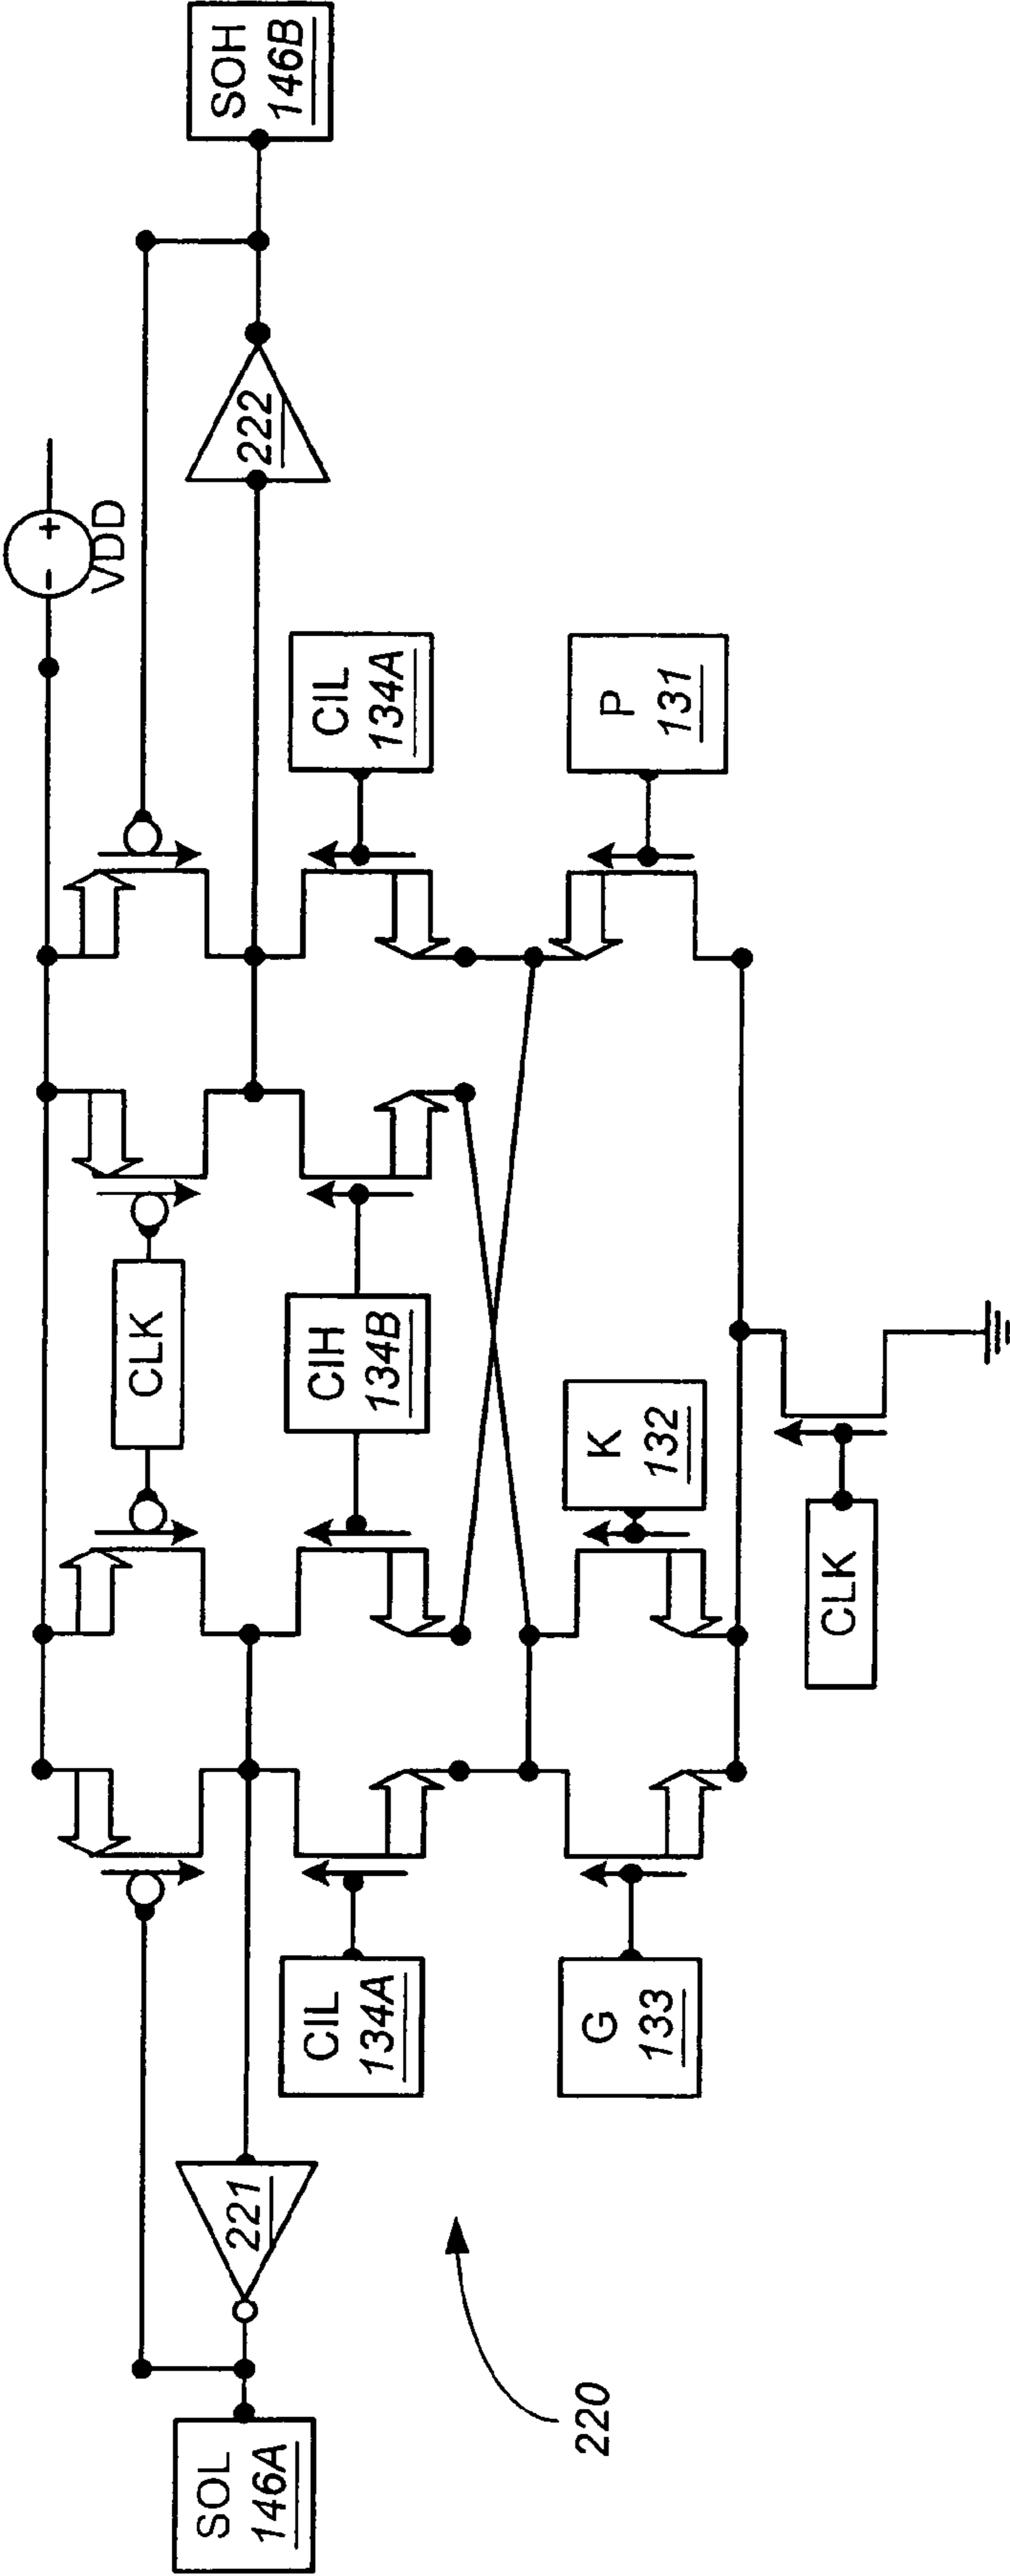 SOH
146B
- +
VDD
222
CIL
134A
P
131
CLK
CIH
134B
K
132
CLK
CIL
134A
G
133
221
SOL
146A
220